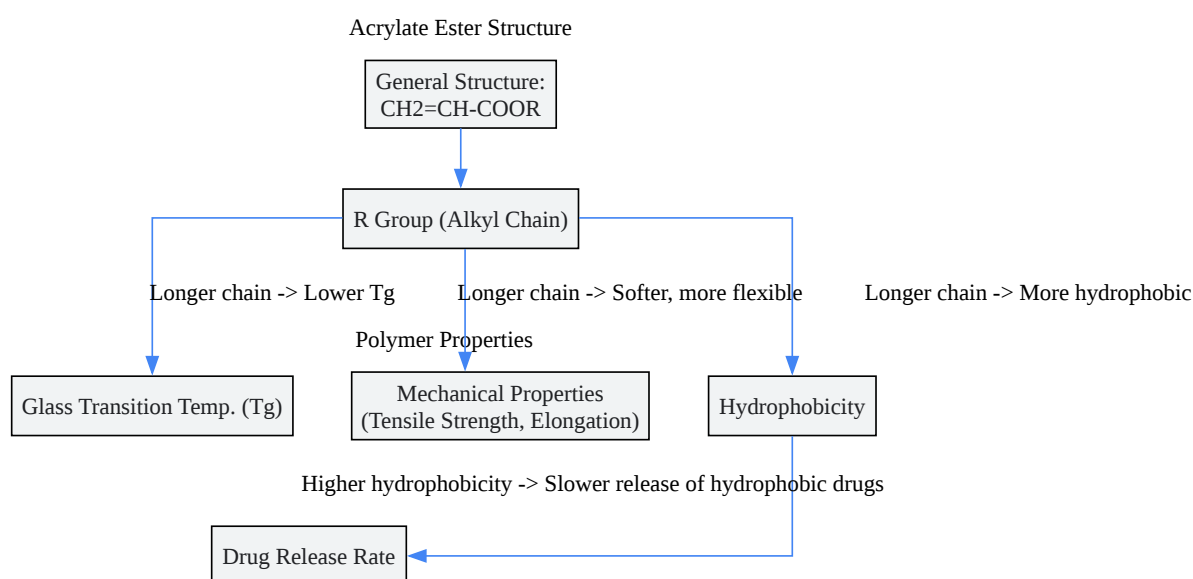 Acrylate Ester Structure
General Structure:
CH2=CH-COOR
R Group (Alkyl Chain)
Longer chain -> Lower Tg
Longer chain -> Softer, more flexible
Longer chain -> More hydrophobic
Polymer Properties
Glass Transition Temp. (Tg)
Mechanical Properties
(Tensile Strength, Elongation)
Hydrophobicity
Higher hydrophobicity -> Slower release of hydrophobic drugs
Drug Release Rate